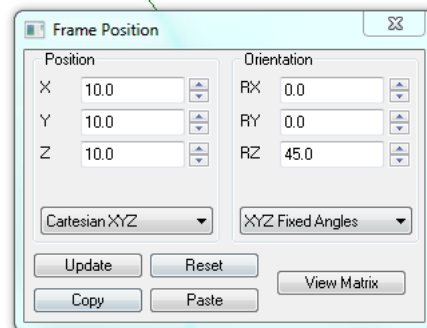 Frame Position
Position
Orientation
X 10.0
RX 0.0
Y 10.0
RY 0.0
Z 10.0
RZ 45.0
Cartesian XYZ
XYZ Fixed Angles
Update
Reset
View Matrix
Copy
Paste